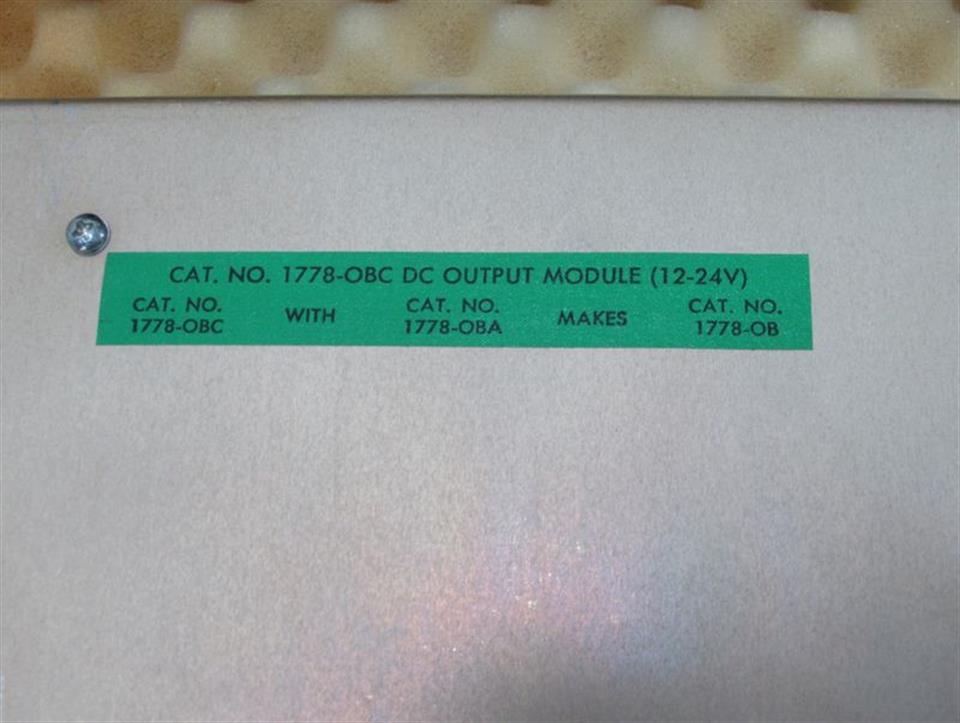 CAT. NO. 1778-OBC DC OUTPUT MODULE (12-24V)
CAT. NO. CAT. NO. CAT. NO.
1778-OBC WITH 1778-OBA MAKES 1778-OB